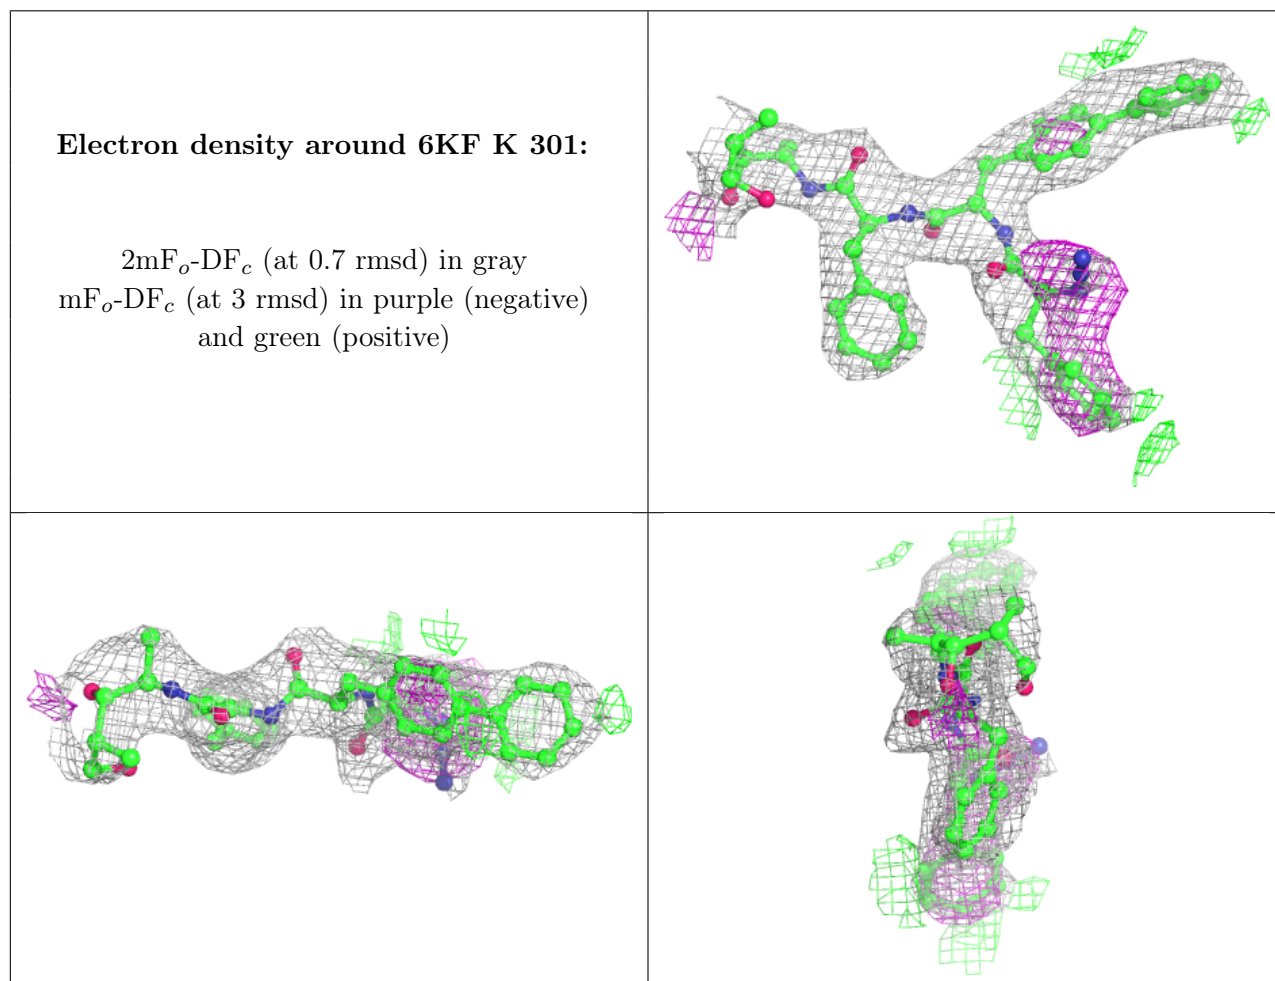 Electron density around 6KF K 301:
2mFo-DFc (at 0.7 rmsd) in gray
mFo-DFc (at 3 rmsd) in purple (negative)
and green (positive)